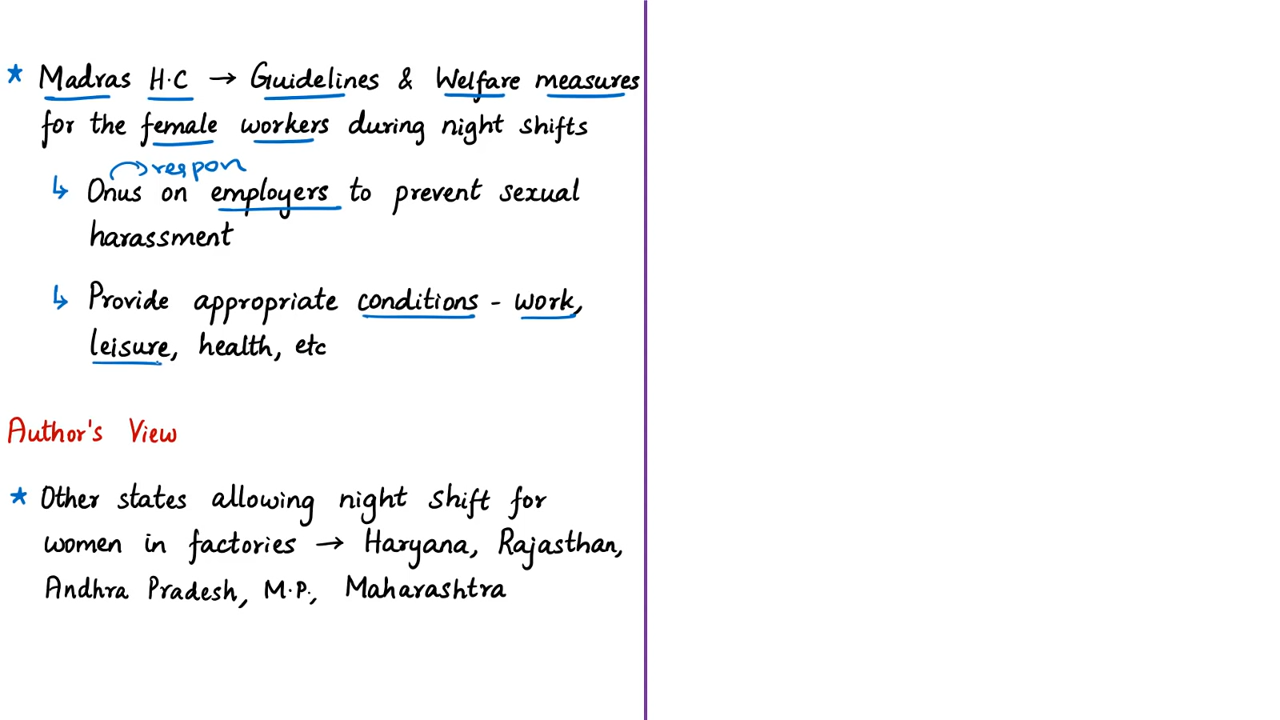 * Madras H.C → Guidelines & Welfare measures
for the female workers during night shifts
→ respon
↳ Onus on employers to prevent sexual
harassment
↳ Provide appropriate conditions - work,
leisure, health, etc
Author's View
* Other states allowing night shift for
women in factories → Haryana, Rajasthan,
Andhra Pradesh, M.P., Maharashtra